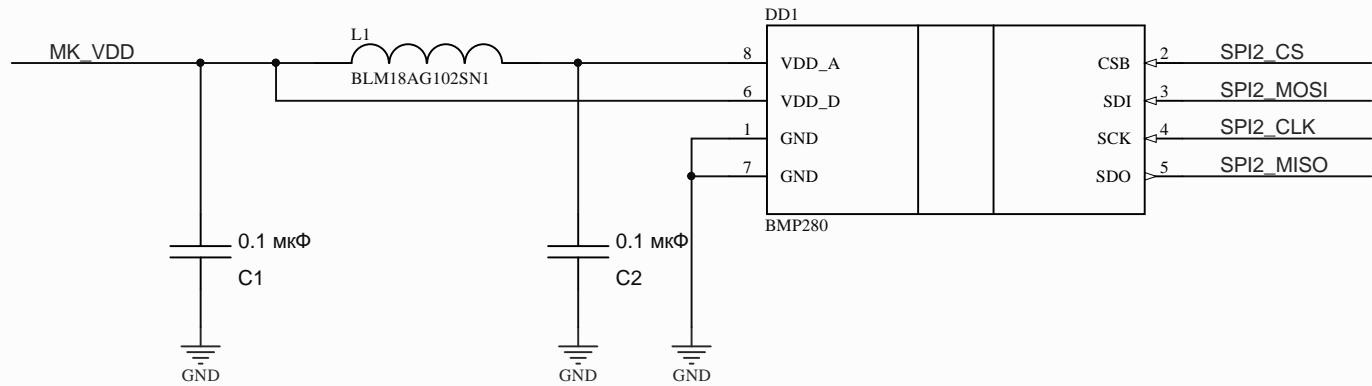 DD1
L1
MK_VDD
BLM18AG102SN1
8 VDD_A
6 VDD_D
1 GND
7 GND
CSB 2 SPI2_CS
SDI 3 SPI2_MOSI
SCK 4 SPI2_CLK
SDO 5 SPI2_MISO
BMP280
0.1 мкФ
C1
0.1 мкФ
C2
GND
GND
GND